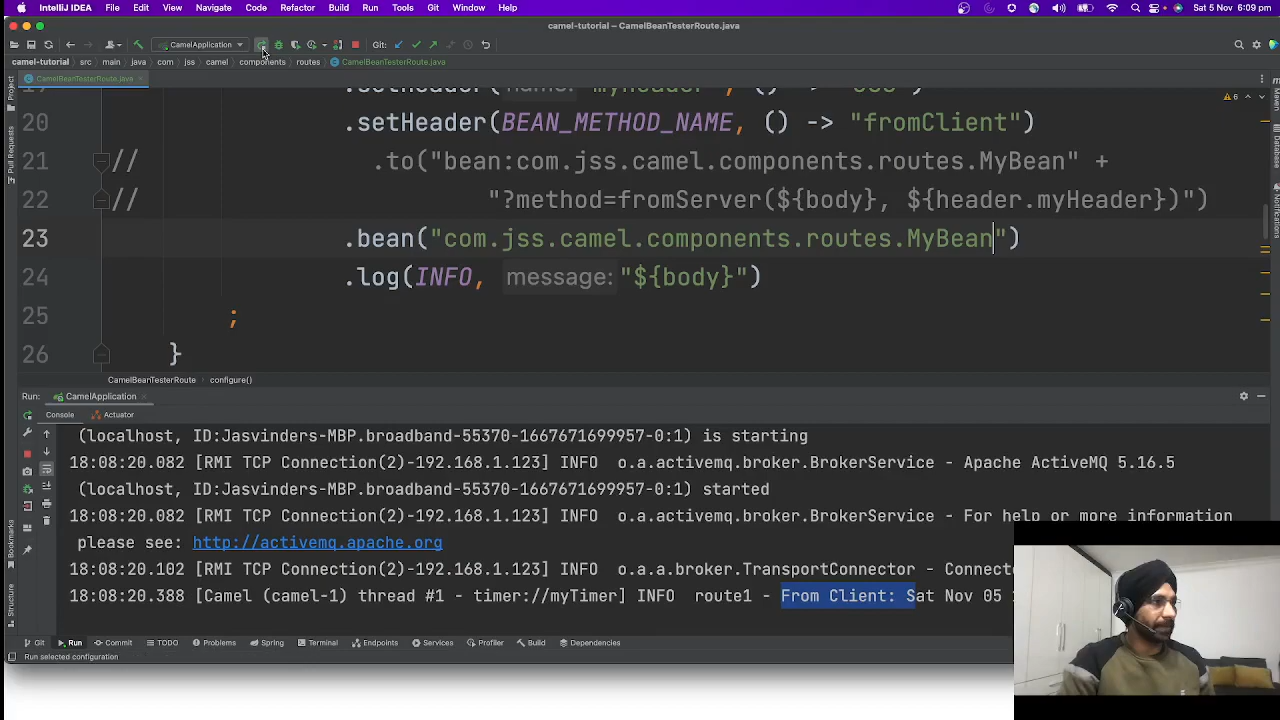 IntelliJ IDEA File Edit View Navigate Code Refactor Build Run Tools Git Window Help Sat 5 Nov 6:09 pm
camel-tutorial – CamelBeanTesterRoute.java
CamelApplication Git:
camel-tutorial src main java com jss camel components routes CamelBeanTesterRoute.java
CamelBeanTesterRoute.java
20 .setHeader(BEAN_METHOD_NAME, () -> "fromClient")
21 // .to("bean:com.jss.camel.components.routes.MyBean" +
22 // "?method=fromServer(${body}, ${header.myHeader})")
23 .bean("com.jss.camel.components.routes.MyBean")
24 .log(INFO, message: "${body}")
25 ;
26 }
6
Project
Pull Requests
Bookmarks
Structure
Maven
Database
Notifications
CamelBeanTesterRoute configure()
Run: CamelApplication
Console Actuator
(localhost, ID:Jasvinders-MBP.broadband-55370-1667671699957-0:1) is starting
18:08:20.082 [RMI TCP Connection(2)-192.168.1.123] INFO o.a.activemq.broker.BrokerService - Apache ActiveMQ 5.16.5
(localhost, ID:Jasvinders-MBP.broadband-55370-1667671699957-0:1) started
18:08:20.082 [RMI TCP Connection(2)-192.168.1.123] INFO o.a.activemq.broker.BrokerService - For help or more information
please see: http://activemq.apache.org
18:08:20.102 [RMI TCP Connection(2)-192.168.1.123] INFO o.a.a.broker.TransportConnector - Connecto
18:08:20.388 [Camel (camel-1) thread #1 - timer://myTimer] INFO route1 - From Client: Sat Nov 05
Git Run Commit TODO Problems Spring Terminal Endpoints Services Profiler Build Dependencies
Run selected configuration